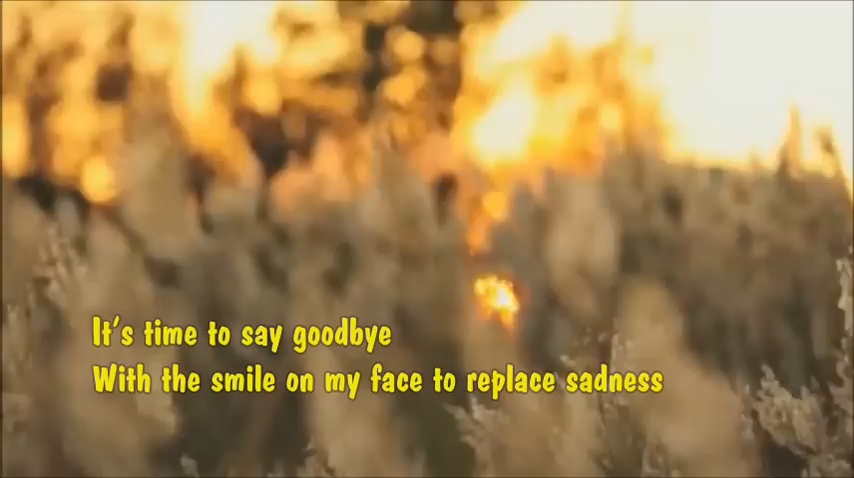 It's time to say goodbye
With the smile on my face to replace sadness